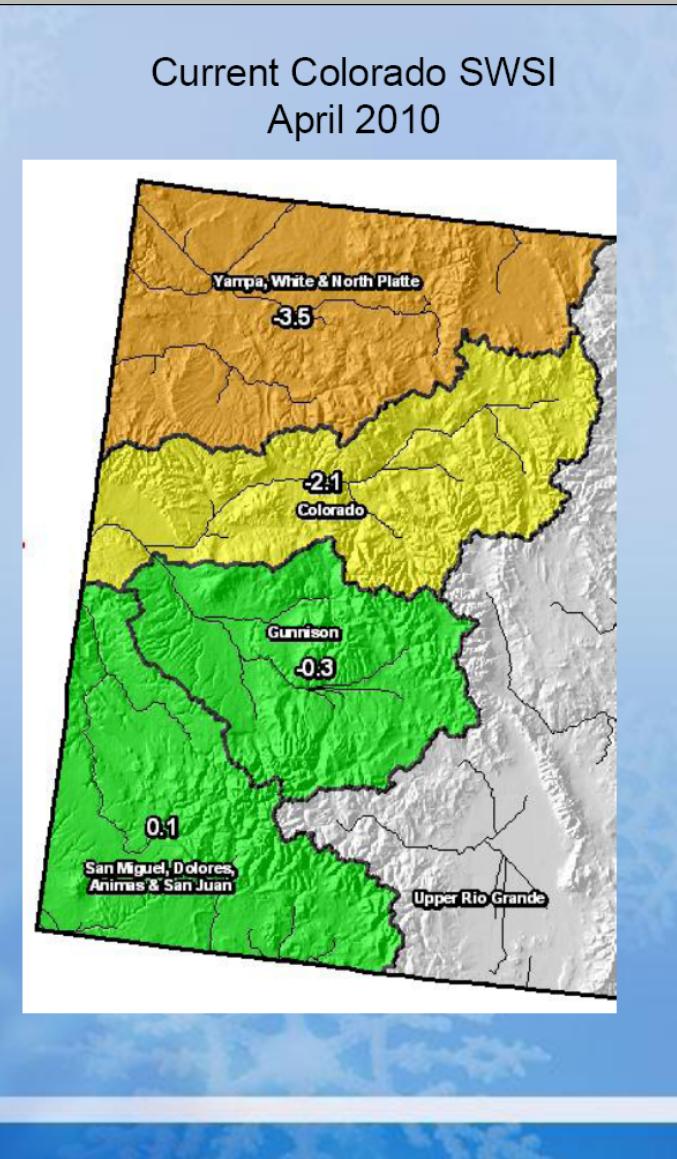 Current Colorado SWSI
April 2010
Yampa, White & North Platte
-3.5
-2.1
Colorado
Gunnison
-0.3
0.1
San Miguel, Dolores,
Animas & San Juan
Upper Rio Grande